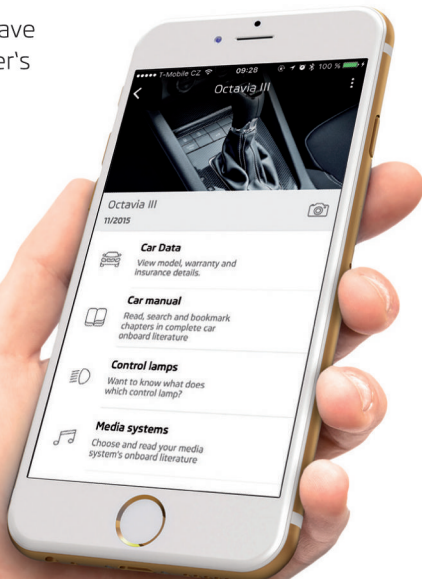 ave
er's
T-Mobile CZ 09:28 100 %
Octavia III
Octavia III
11/2015
Car Data
View model, warranty and
insurance details.
Car manual
Read, search and bookmark
chapters in complete car
onboard literature
Control lamps
Want to know what does
which control lamp?
Media systems
Choose and read your media
system's onboard literature